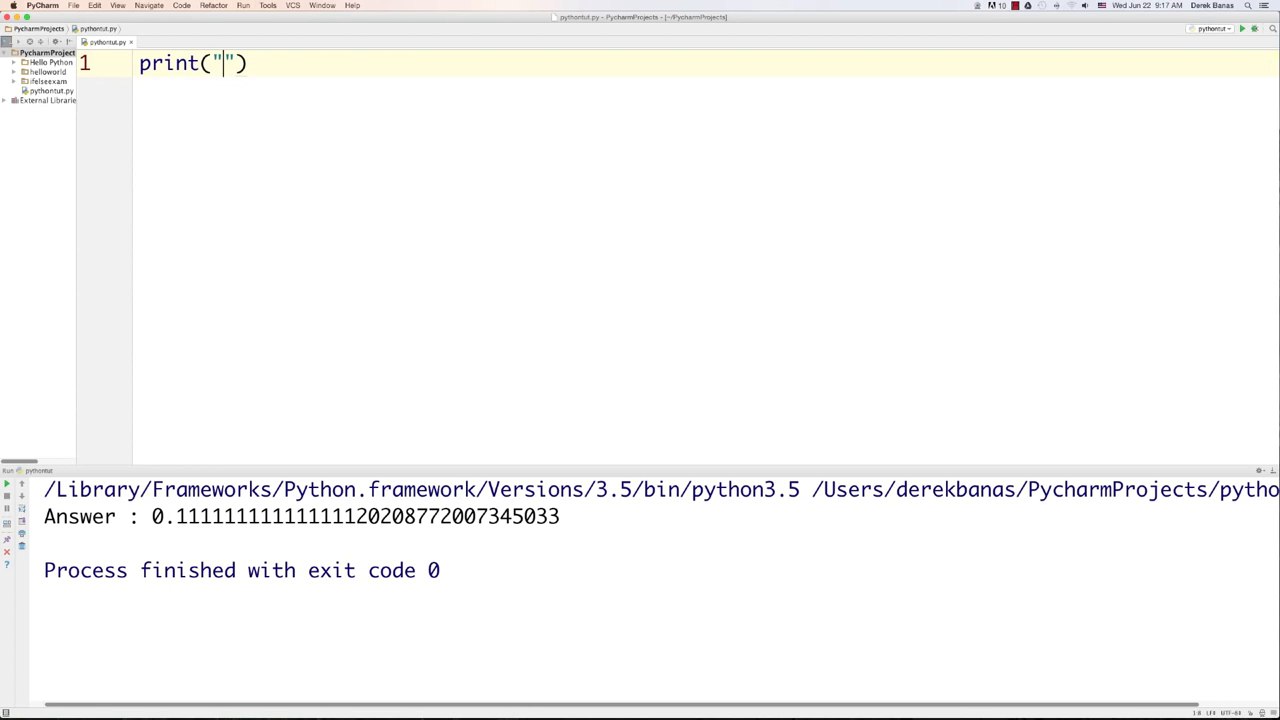 PyCharm File Edit View Navigate Code Refactor Run Tools VCS Window Help 10 Wed Jun 22 9:17 AM Derek Banas
pythontut.py - PycharmProjects - [~/PycharmProjects]
PycharmProjects pythontut.py pythontut
pythontut.py
PycharmProject
Hello Python
helloworld
ifelseexam
pythontut.py
External Librarie
1 print("")
Run pythontut
/Library/Frameworks/Python.framework/Versions/3.5/bin/python3.5 /Users/derekbanas/PycharmProjects/pytho
Answer : 0.11111111111111120208772007345033
Process finished with exit code 0
1:8 LF UTF-8